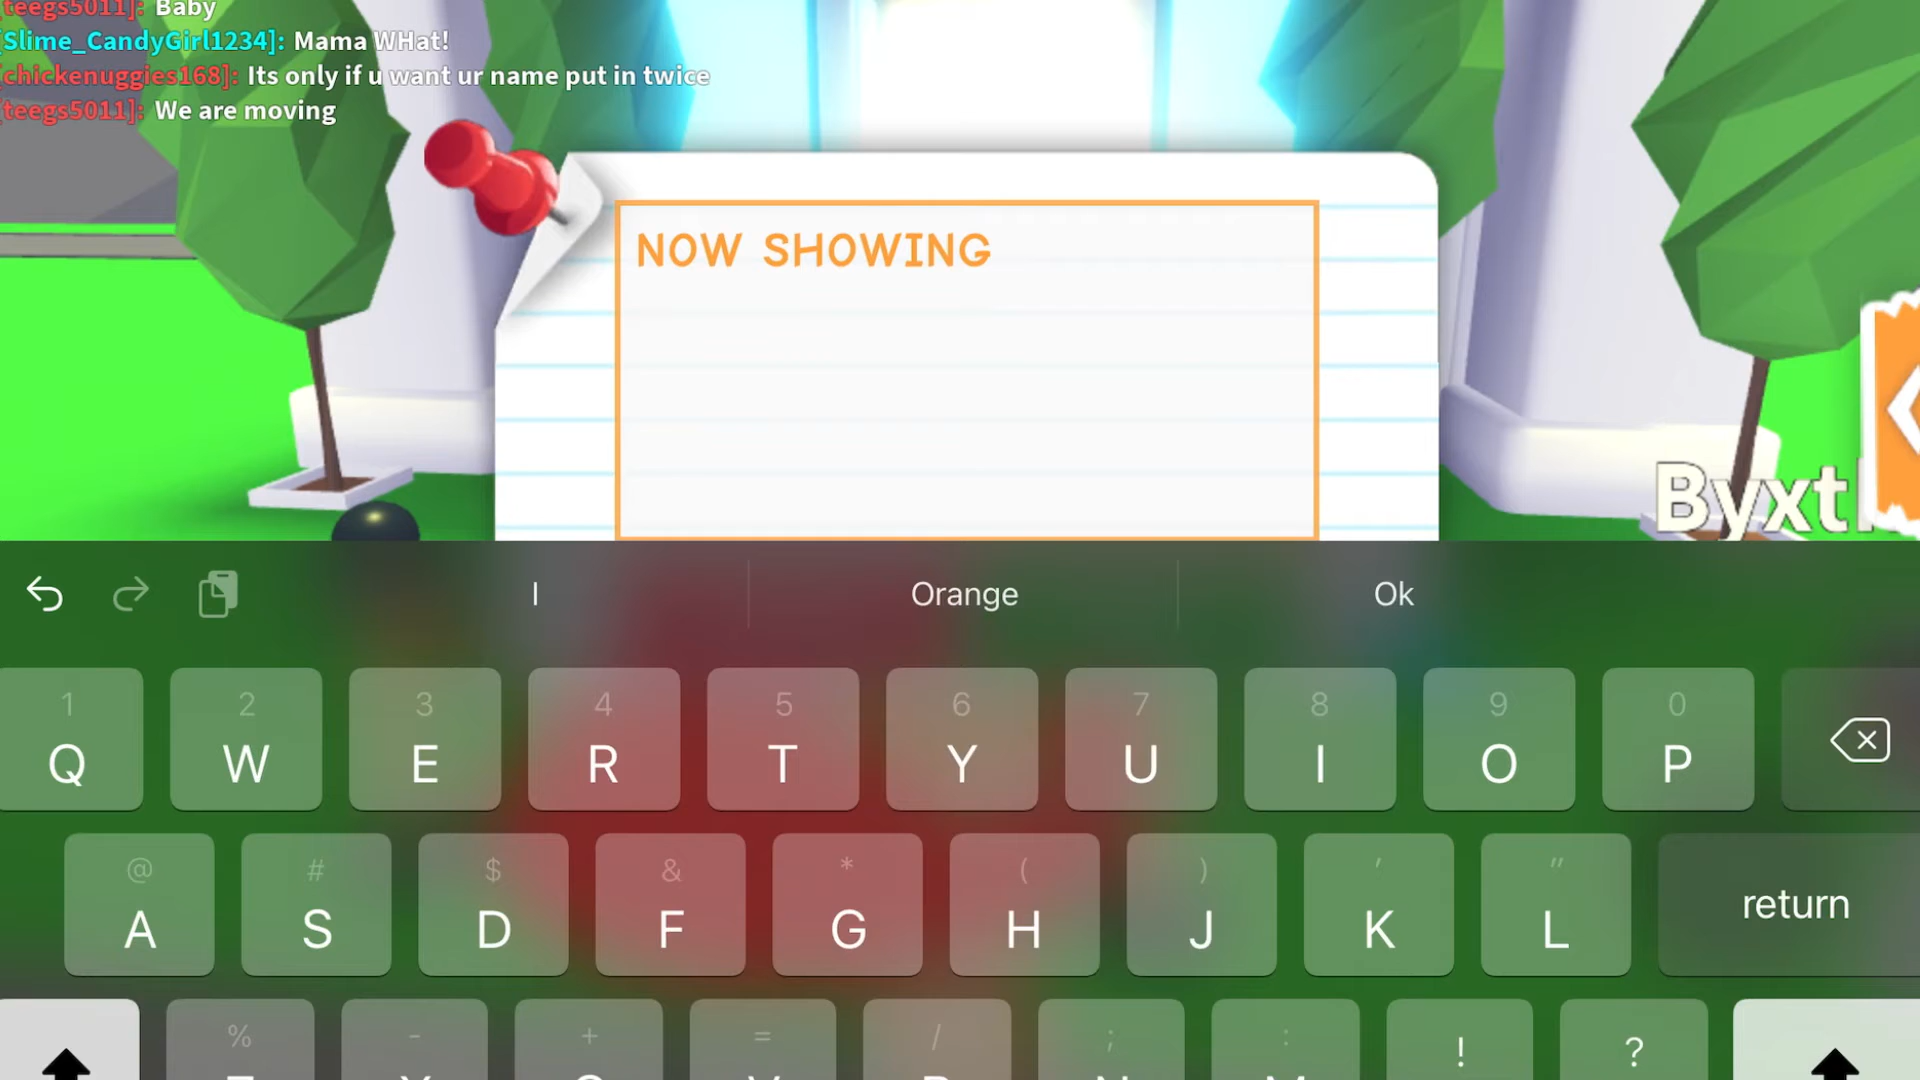 [teegs5011]: Baby
[Slime_CandyGirl1234]: Mama WHat!
[chickenuggies168]: Its only if u want ur name put in twice
[teegs5011]: We are moving
NOW SHOWING
Byxt
I Orange Ok
1 2 3 4 5 6 7 8 9 0
Q W E R T Y U I O P
@ # $ & * ( ) ' "
A S D F G H J K L return
% - + = / ; : ! ?